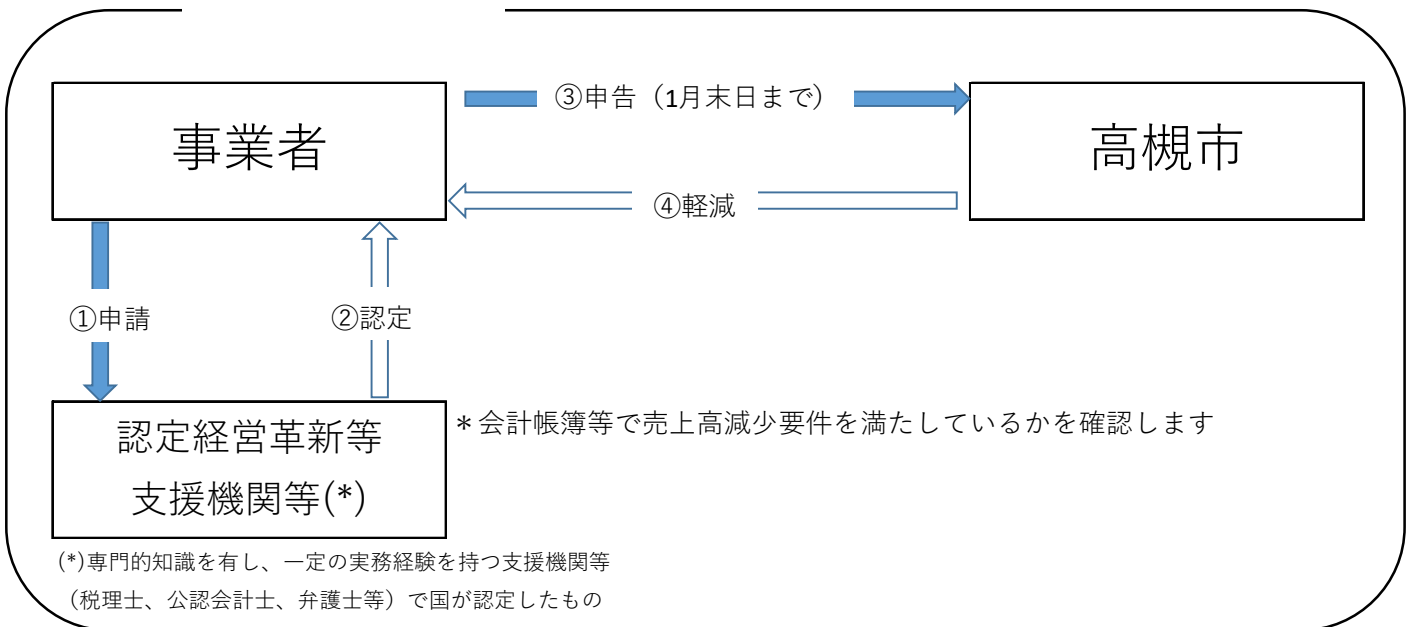 事業者
③申告（1月末日まで）
高槻市
④軽減
①申請
②認定
認定経営革新等
支援機関等(*)
＊会計帳簿等で売上高減少要件を満たしているかを確認します
(*)専門的知識を有し、一定の実務経験を持つ支援機関等
（税理士、公認会計士、弁護士等）で国が認定したもの